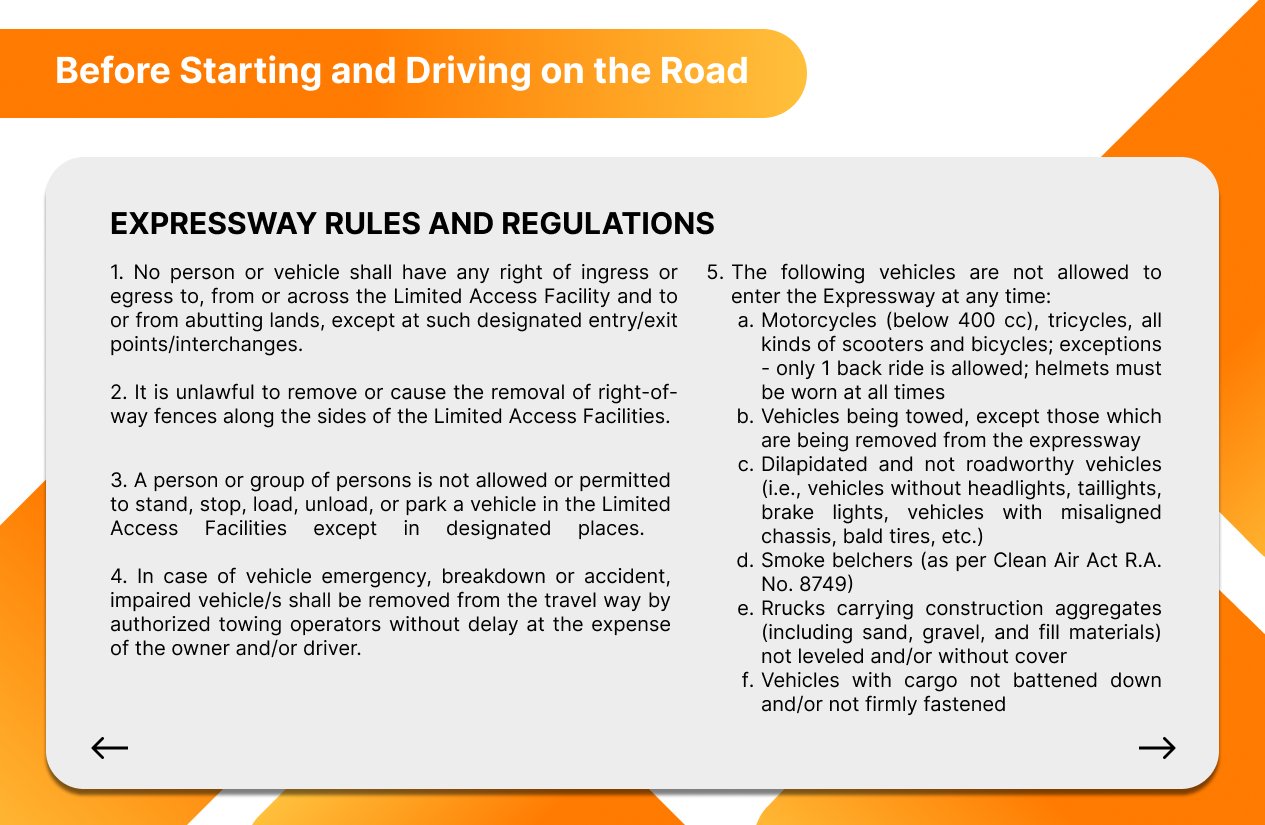 Before Starting and Driving on the Road
EXPRESSWAY RULES AND REGULATIONS
1. No person or vehicle shall have any right of ingress or
egress to, from or across the Limited Access Facility and to
or from abutting lands, except at such designated entry/exit
points/interchanges.
2. It is unlawful to remove or cause the removal of right-of-
way fences along the sides of the Limited Access Facilities.
3. A person or group of persons is not allowed or permitted
to stand, stop, load, unload, or park a vehicle in the Limited
Access Facilities except in designated places.
4. In case of vehicle emergency, breakdown or accident,
impaired vehicle/s shall be removed from the travel way by
authorized towing operators without delay at the expense
of the owner and/or driver.
5. The following vehicles are not allowed to
enter the Expressway at any time:
a. Motorcycles (below 400 cc), tricycles, all
kinds of scooters and bicycles; exceptions
- only 1 back ride is allowed; helmets must
be worn at all times
b. Vehicles being towed, except those which
are being removed from the expressway
c. Dilapidated and not roadworthy vehicles
(i.e., vehicles without headlights, taillights,
brake lights, vehicles with misaligned
chassis, bald tires, etc.)
d. Smoke belchers (as per Clean Air Act R.A.
No. 8749)
e. Rrucks carrying construction aggregates
(including sand, gravel, and fill materials)
not leveled and/or without cover
f. Vehicles with cargo not battened down
and/or not firmly fastened